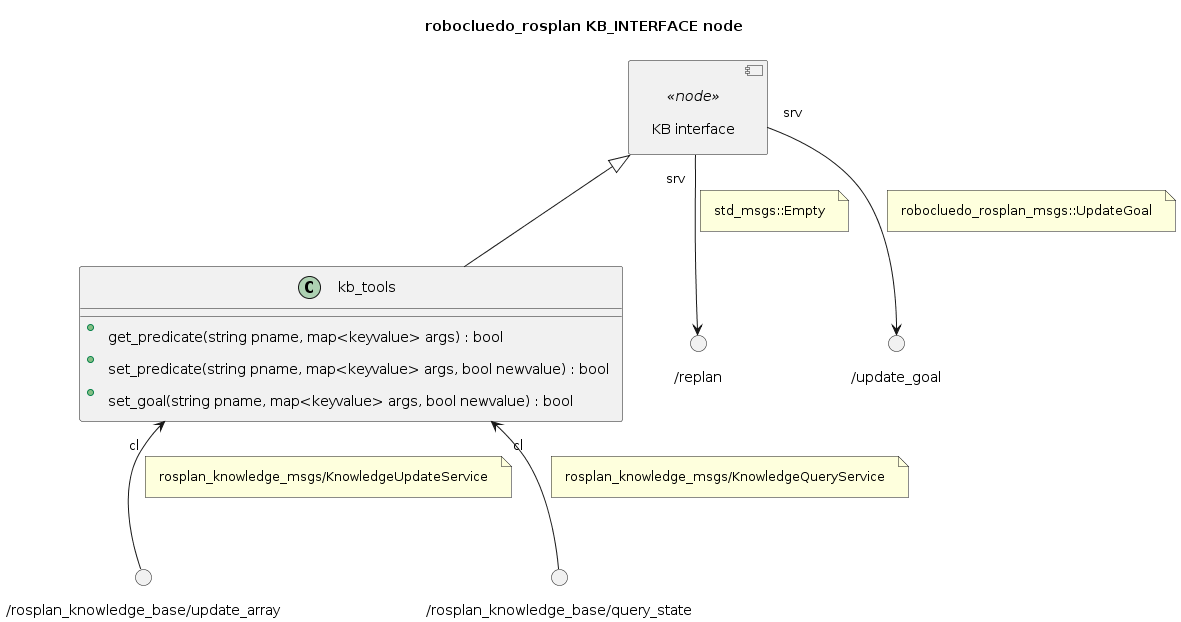 robocluedo_rosplan KB_INTERFACE node
«node»
KB interface
srv
srv
std_msgs::Empty
robocluedo_rosplan_msgs::UpdateGoal
C kb_tools
get_predicate(string pname, map<keyvalue> args) : bool
set_predicate(string pname, map<keyvalue> args, bool newvalue) : bool
set_goal(string pname, map<keyvalue> args, bool newvalue) : bool
/replan
/update_goal
cl
cl
rosplan_knowledge_msgs/KnowledgeUpdateService
rosplan_knowledge_msgs/KnowledgeQueryService
/rosplan_knowledge_base/update_array
/rosplan_knowledge_base/query_state